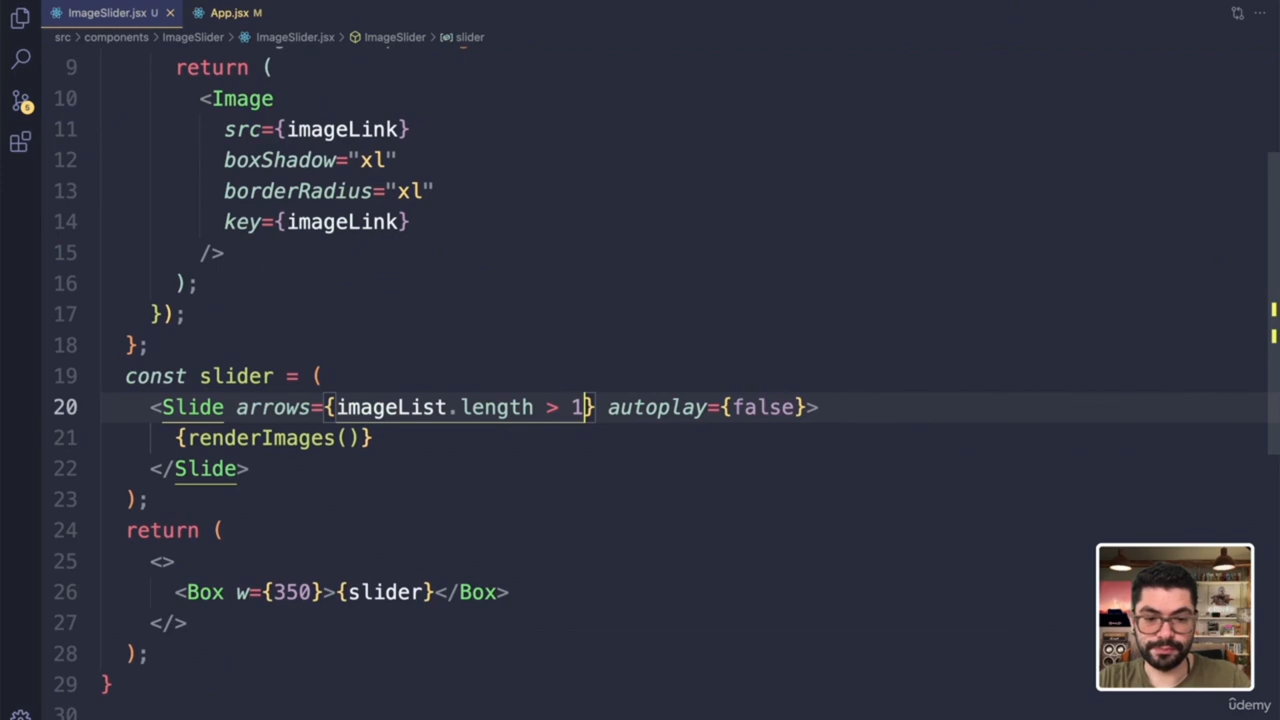 ImageSlider.jsx U
App.jsx M
src > components > ImageSlider > ImageSlider.jsx > ImageSlider > slider
9 return (
10 <Image
11 src={imageLink}
12 boxShadow="xl"
13 borderRadius="xl"
14 key={imageLink}
15 />
16 );
17 });
18 };
19 const slider = (
20 <Slide arrows={imageList.length > 1} autoplay={false}>
21 {renderImages()}
22 </Slide>
23 );
24 return (
25 <>
26 <Box w={350}>{slider}</Box>
27 </>
28 );
29 }
30
6
udemy